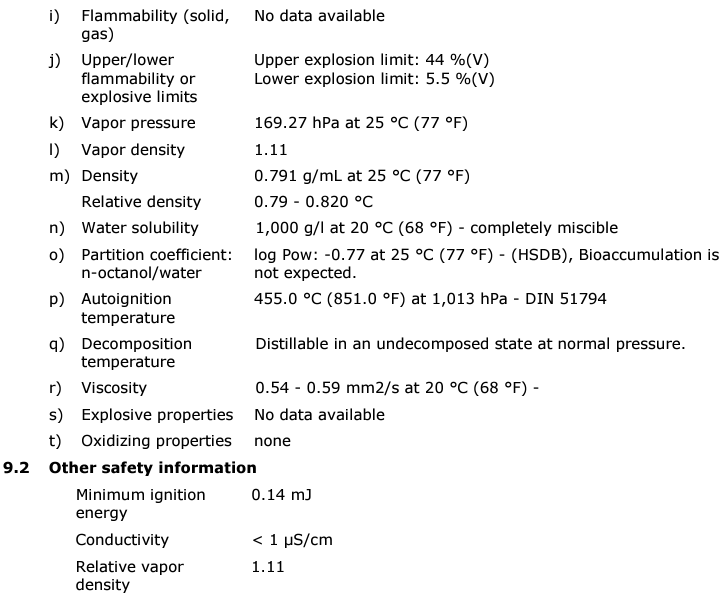 i) Flammability (solid, No data available
gas)
j) Upper/lower Upper explosion limit: 44 %(V)
flammability or Lower explosion limit: 5.5 %(V)
explosive limits
k) Vapor pressure 169.27 hPa at 25 °C (77 °F)
l) Vapor density 1.11
m) Density 0.791 g/mL at 25 °C (77 °F)
Relative density 0.79 - 0.820 °C
n) Water solubility 1,000 g/l at 20 °C (68 °F) - completely miscible
o) Partition coefficient: log Pow: -0.77 at 25 °C (77 °F) - (HSDB), Bioaccumulation is
n-octanol/water not expected.
p) Autoignition 455.0 °C (851.0 °F) at 1,013 hPa - DIN 51794
temperature
q) Decomposition Distillable in an undecomposed state at normal pressure.
temperature
r) Viscosity 0.54 - 0.59 mm2/s at 20 °C (68 °F) -
s) Explosive properties No data available
t) Oxidizing properties none
9.2 Other safety information
Minimum ignition 0.14 mJ
energy
Conductivity < 1 µS/cm
Relative vapor 1.11
density